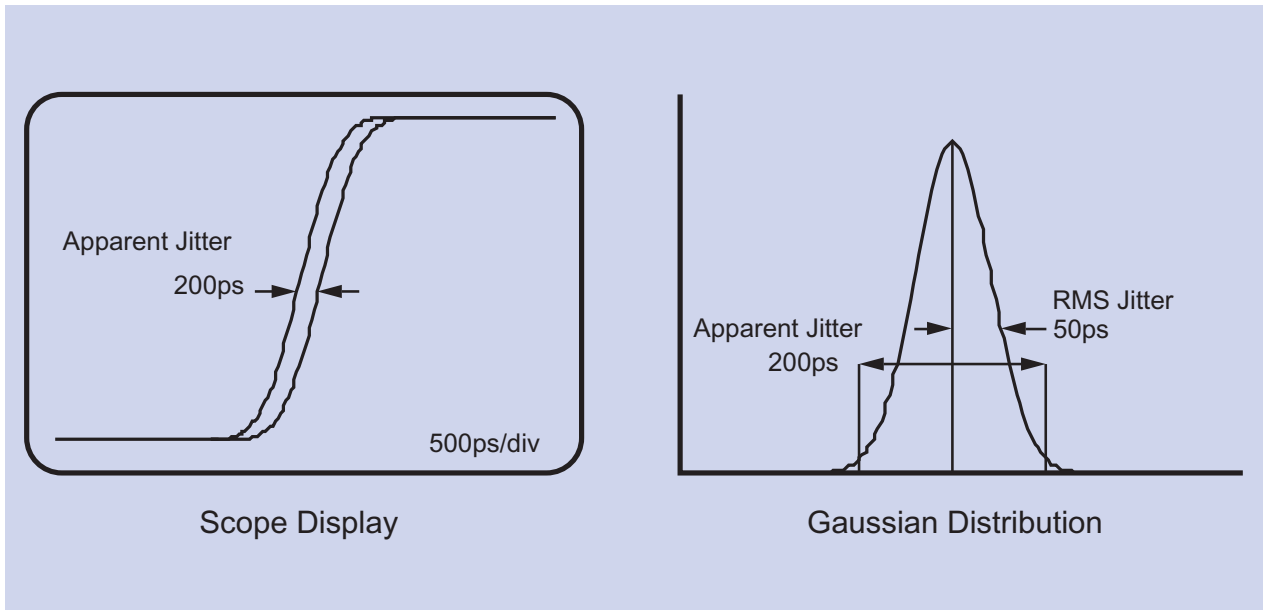 Apparent Jitter
200ps
500ps/div
Scope Display
RMS Jitter
50ps
Apparent Jitter
200ps
Gaussian Distribution